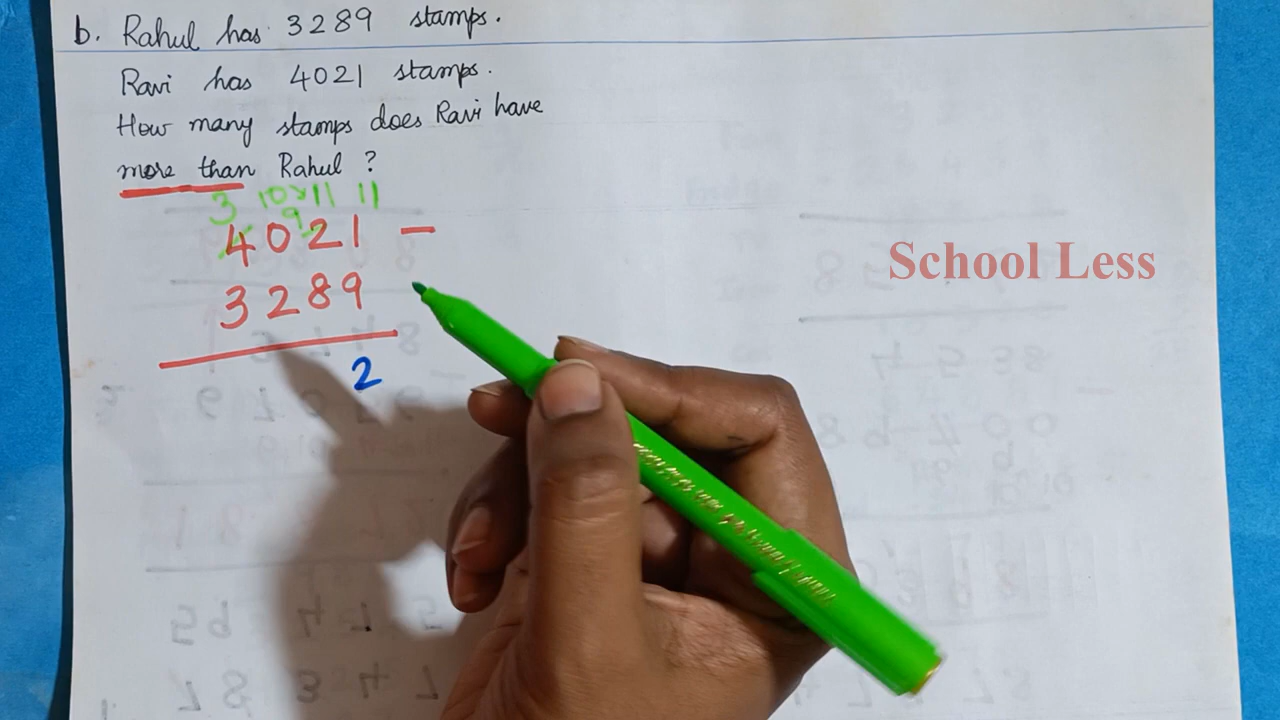 b. Rahul has 3289 stamps.
Ravi has 4021 stamps.
How many stamps does Ravi have
more than Rahul ?
3 10 11 11
9
4021 −
3289
2
School Less